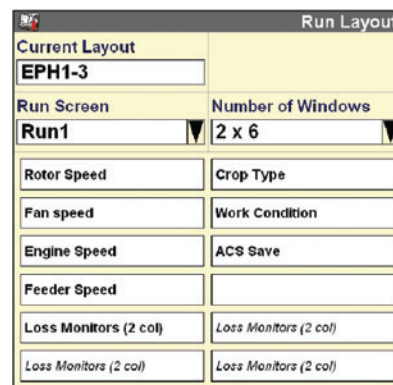 Run Layout
Current Layout
EPH1-3
Run Screen
Number of Windows
Run1
2 x 6
Rotor Speed
Crop Type
Fan speed
Work Condition
Engine Speed
ACS Save
Feeder Speed
Loss Monitors (2 col)
Loss Monitors (2 col)
Loss Monitors (2 col)
Loss Monitors (2 col)